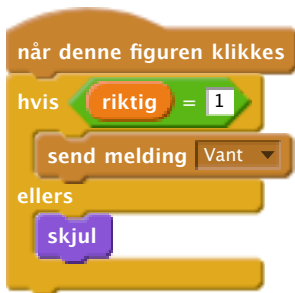 når denne figuren klikkes
hvis riktig = 1
send melding Vant
ellers
skjul